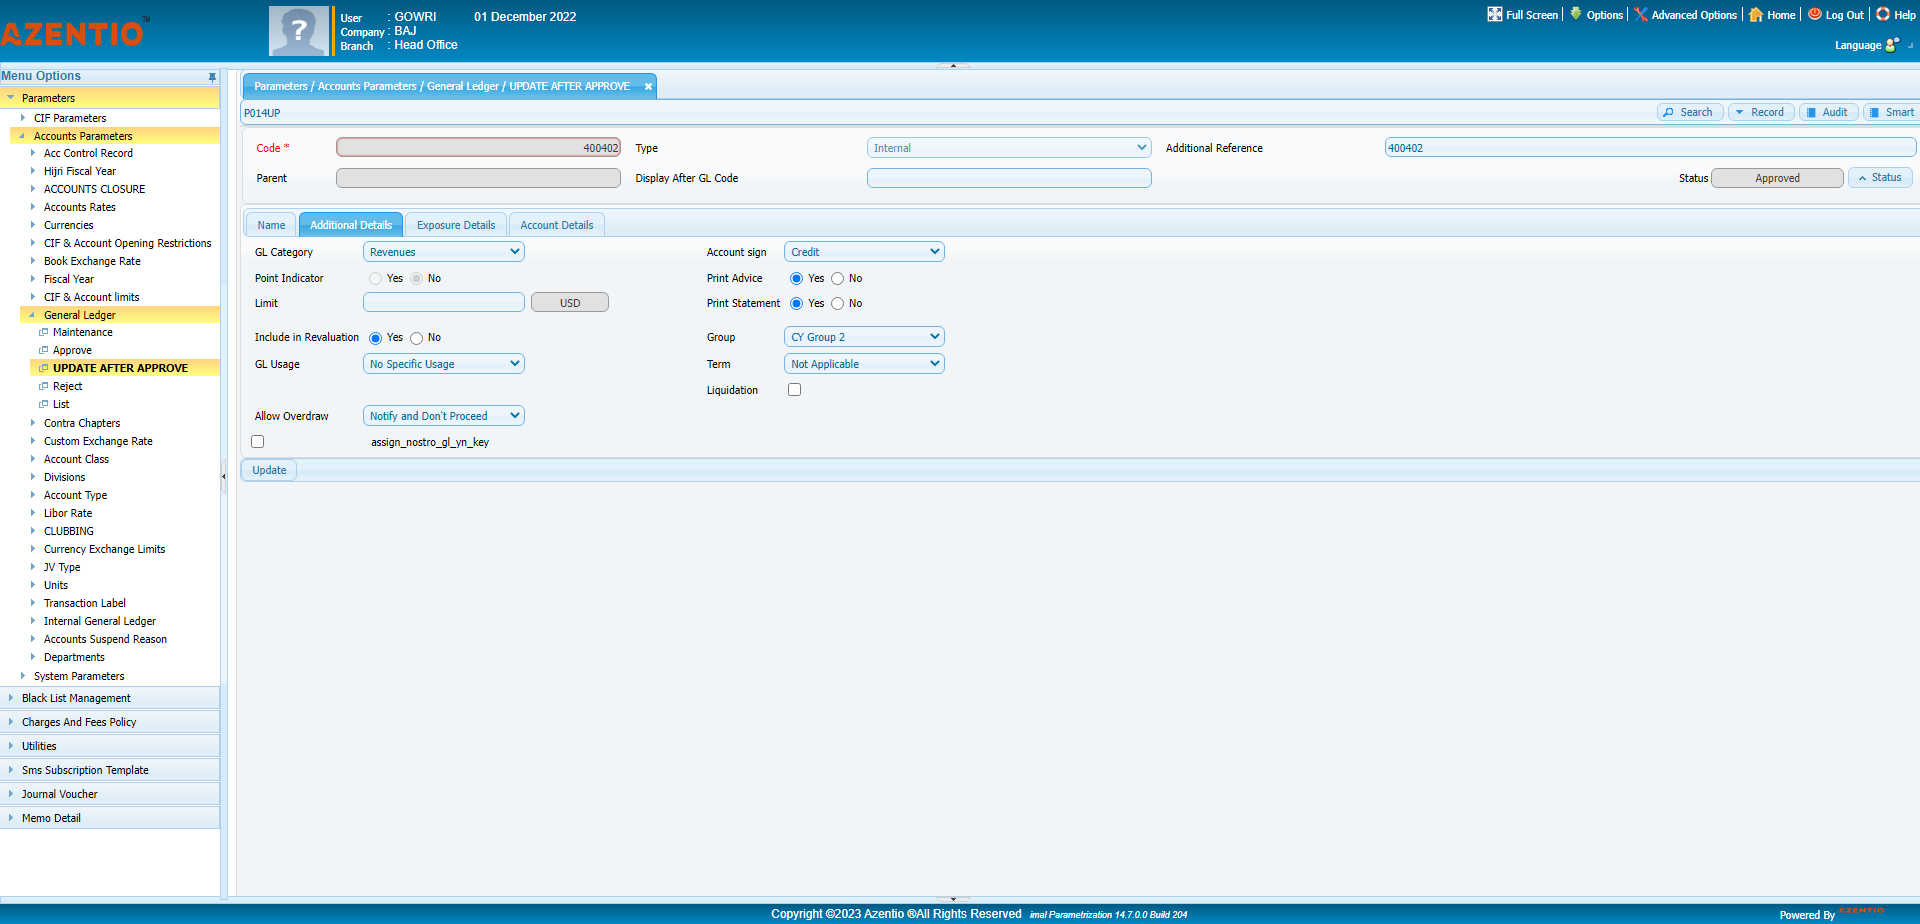 AZENTIO™
User : GOWRI 01 December 2022
Company : BAJ
Branch : Head Office
Full Screen Options Advanced Options Home Log Out Help
Language
Menu Options
Parameters
CIF Parameters
Accounts Parameters
Acc Control Record
Hijri Fiscal Year
ACCOUNTS CLOSURE
Accounts Rates
Currencies
CIF & Account Opening Restrictions
Book Exchange Rate
Fiscal Year
CIF & Account limits
General Ledger
Maintenance
Approve
UPDATE AFTER APPROVE
Reject
List
Contra Chapters
Custom Exchange Rate
Account Class
Divisions
Account Type
Libor Rate
CLUBBING
Currency Exchange Limits
JV Type
Units
Transaction Label
Internal General Ledger
Accounts Suspend Reason
Departments
System Parameters
Black List Management
Charges And Fees Policy
Utilities
Sms Subscription Template
Journal Voucher
Memo Detail
Parameters / Accounts Parameters / General Ledger / UPDATE AFTER APPROVE
P014UP Search Record Audit Smart
Code * 400402 Type Internal Additional Reference 400402
Parent Display After GL Code Status Approved Status
Name Additional Details Exposure Details Account Details
GL Category Revenues Account sign Credit
Point Indicator Yes No Print Advice Yes No
Limit USD Print Statement Yes No
Include in Revaluation Yes No Group CY Group 2
GL Usage No Specific Usage Term Not Applicable
Liquidation
Allow Overdraw Notify and Don't Proceed
assign_nostro_gl_yn_key
Update
Copyright ©2023 Azentio ®All Rights Reserved imal Parametrization 14.7.0.0 Build 204
Powered By AZENTIO